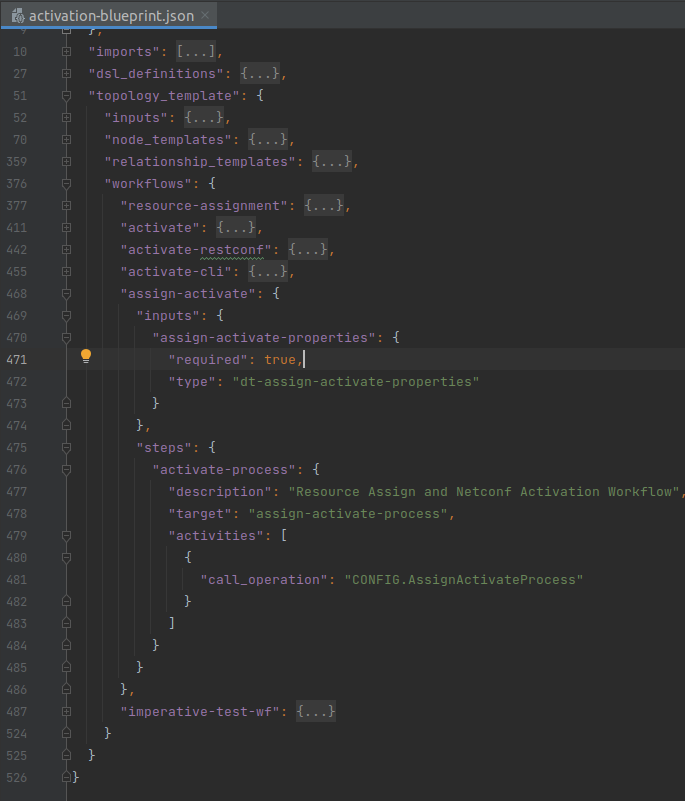 activation-blueprint.json
9 },
10 "imports": [...],
27 "dsl_definitions": {...},
51 "topology_template": {
52 "inputs": {...},
70 "node_templates": {...},
359 "relationship_templates": {...},
376 "workflows": {
377 "resource-assignment": {...},
411 "activate": {...},
442 "activate-restconf": {...},
455 "activate-cli": {...},
468 "assign-activate": {
469 "inputs": {
470 "assign-activate-properties": {
471 "required": true,
472 "type": "dt-assign-activate-properties"
473 }
474 },
475 "steps": {
476 "activate-process": {
477 "description": "Resource Assign and Netconf Activation Workflow",
478 "target": "assign-activate-process",
479 "activities": [
480 {
481 "call_operation": "CONFIG.AssignActivateProcess"
482 }
483 ]
484 }
485 }
486 },
487 "imperative-test-wf": {...}
524 }
525 }
526 }